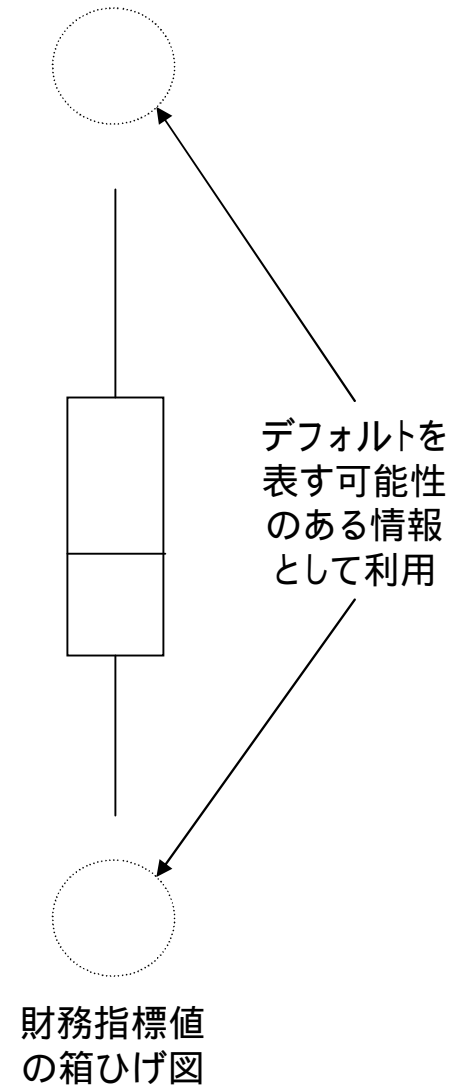 デフォルトを
表す可能性
のある情報
として利用
財務指標値
の箱ひげ図